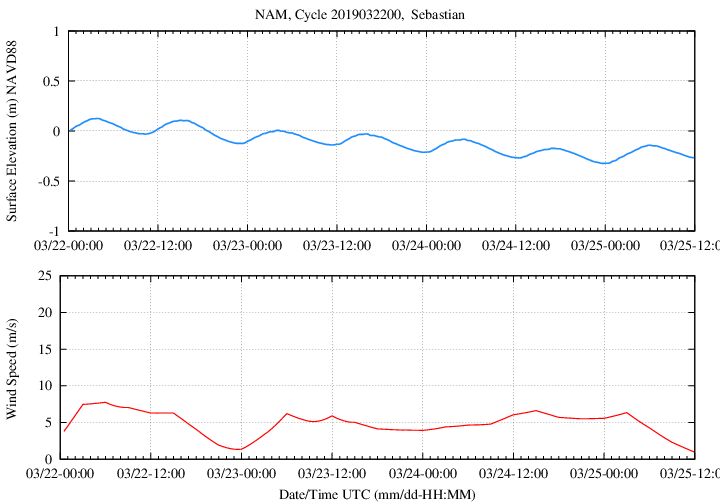 NAM, Cycle 2019032200,  Sebastian
Surface Elevation (m) NAVD88
1
0.5
0
-0.5
-1
03/22-00:00 03/22-12:00 03/23-00:00 03/23-12:00 03/24-00:00 03/24-12:00 03/25-00:00 03/25-12:0
Wind Speed (m/s)
25
20
15
10
5
0
03/22-00:00 03/22-12:00 03/23-00:00 03/23-12:00 03/24-00:00 03/24-12:00 03/25-00:00 03/25-12:0
Date/Time UTC (mm/dd-HH:MM)